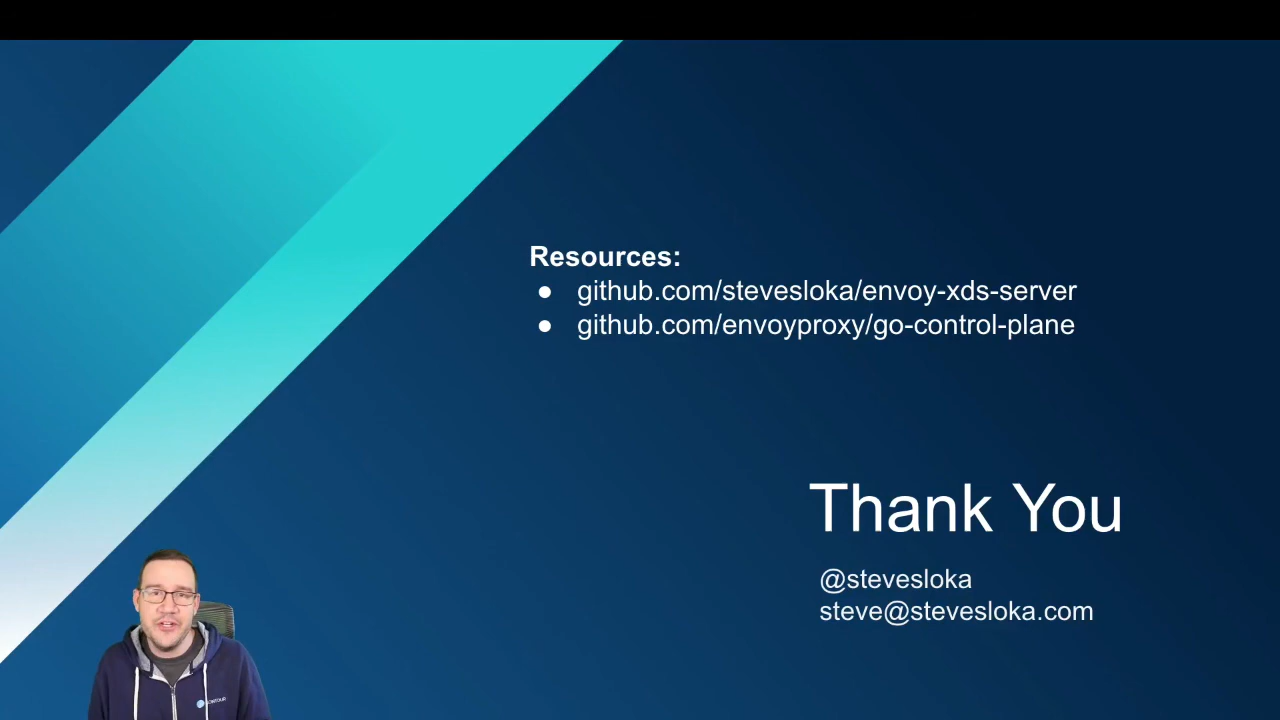 Resources:
● github.com/stevesloka/envoy-xds-server
● github.com/envoyproxy/go-control-plane
Thank You
@stevesloka
steve@stevesloka.com
CONTOUR